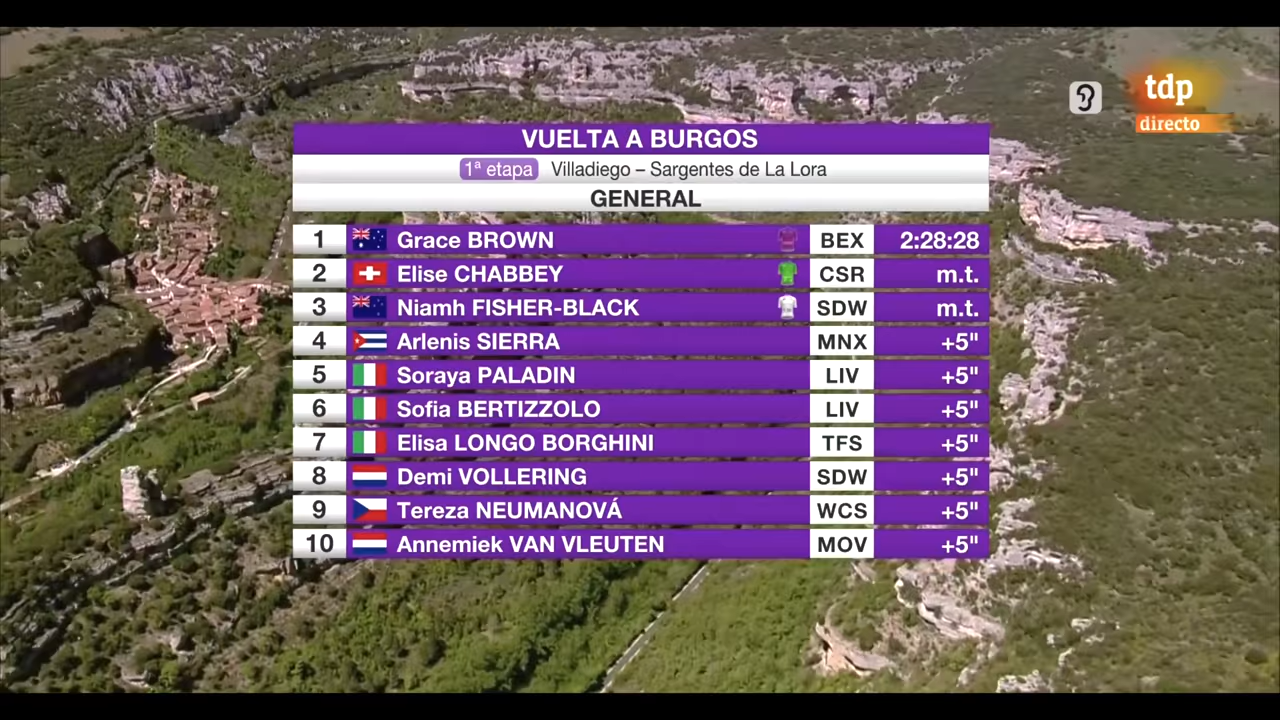 tdp
directo
VUELTA A BURGOS
1ª etapa Villadiego – Sargentes de La Lora
GENERAL
1 Grace BROWN BEX 2:28:28
2 Elise CHABBEY CSR m.t.
3 Niamh FISHER-BLACK SDW m.t.
4 Arlenis SIERRA MNX +5"
5 Soraya PALADIN LIV +5"
6 Sofia BERTIZZOLO LIV +5"
7 Elisa LONGO BORGHINI TFS +5"
8 Demi VOLLERING SDW +5"
9 Tereza NEUMANOVÁ WCS +5"
10 Annemiek VAN VLEUTEN MOV +5"